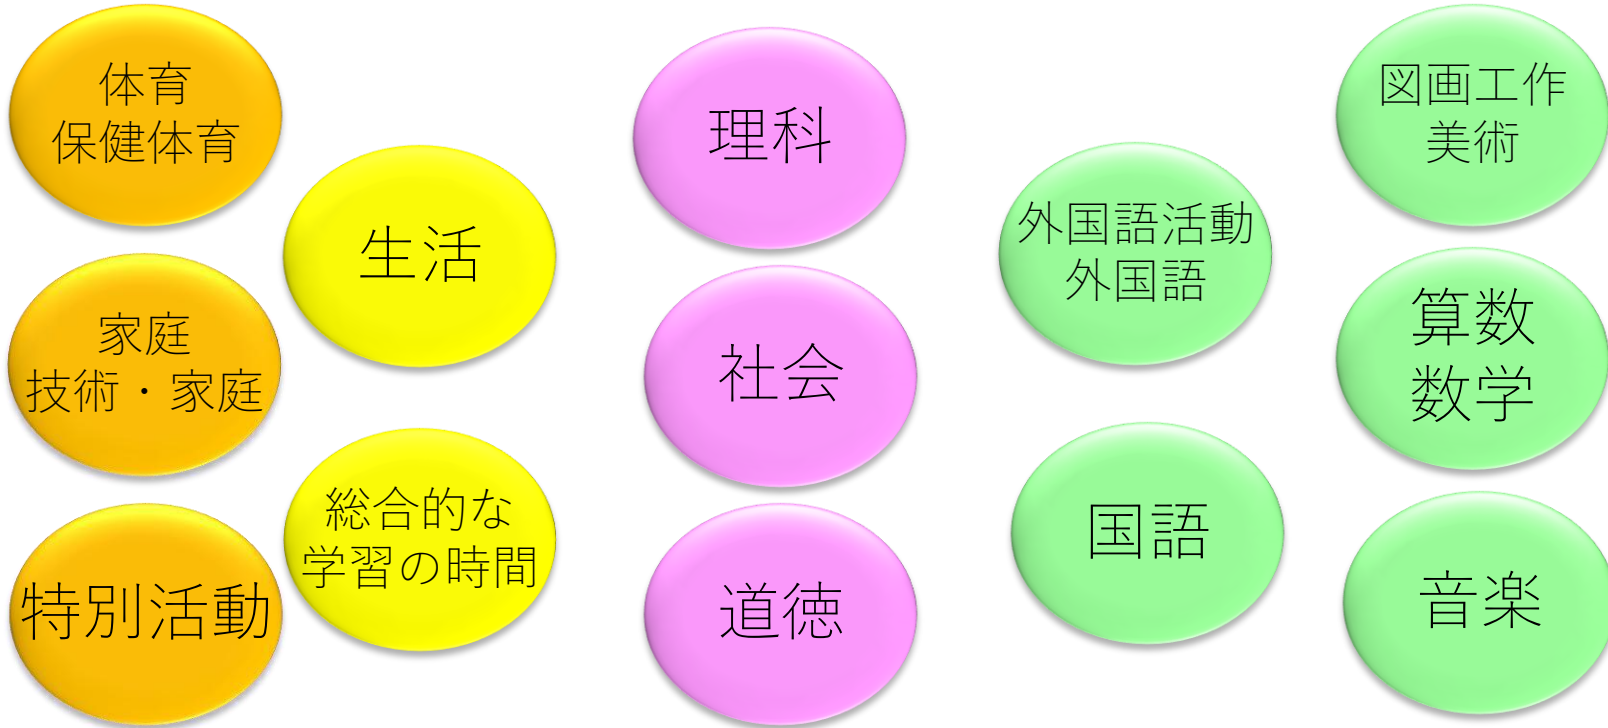 体育
保健体育
家庭
技術・家庭
特別活動
生活
総合的な
学習の時間
理科
社会
道徳
外国語活動
外国語
国語
図画工作
美術
算数
数学
音楽